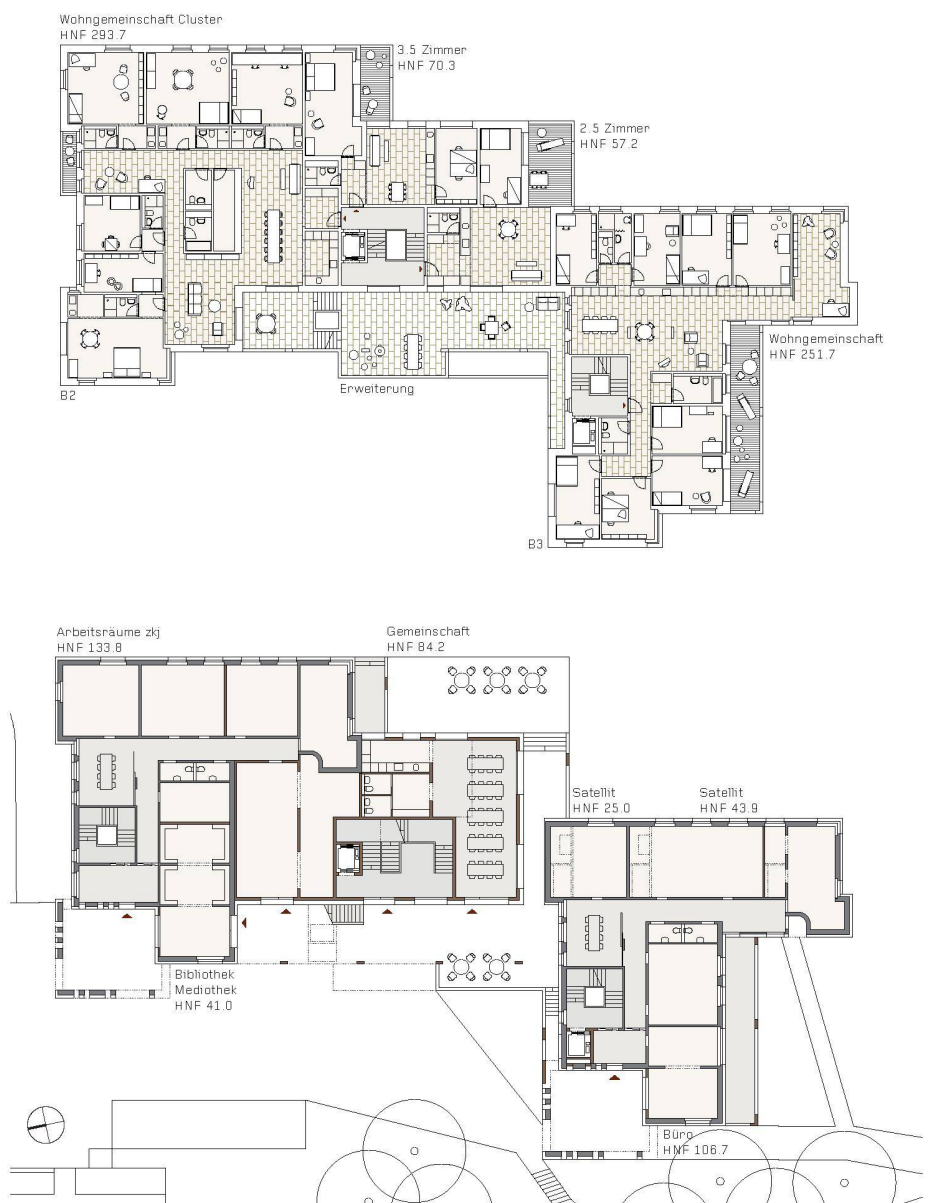 Wohngemeinschaft Cluster
HNF 293.7
3.5 Zimmer
HNF 70.3
2.5 Zimmer
HNF 57.2
Wohngemeinschaft
HNF 251.7
Erweiterung
B2
B3
Arbeitsräume zkj
HNF 133.8
Gemeinschaft
HNF 84.2
Satellit
HNF 25.0
Satellit
HNF 43.9
Bibliothek
Mediothek
HNF 41.0
Büro
HNF 106.7